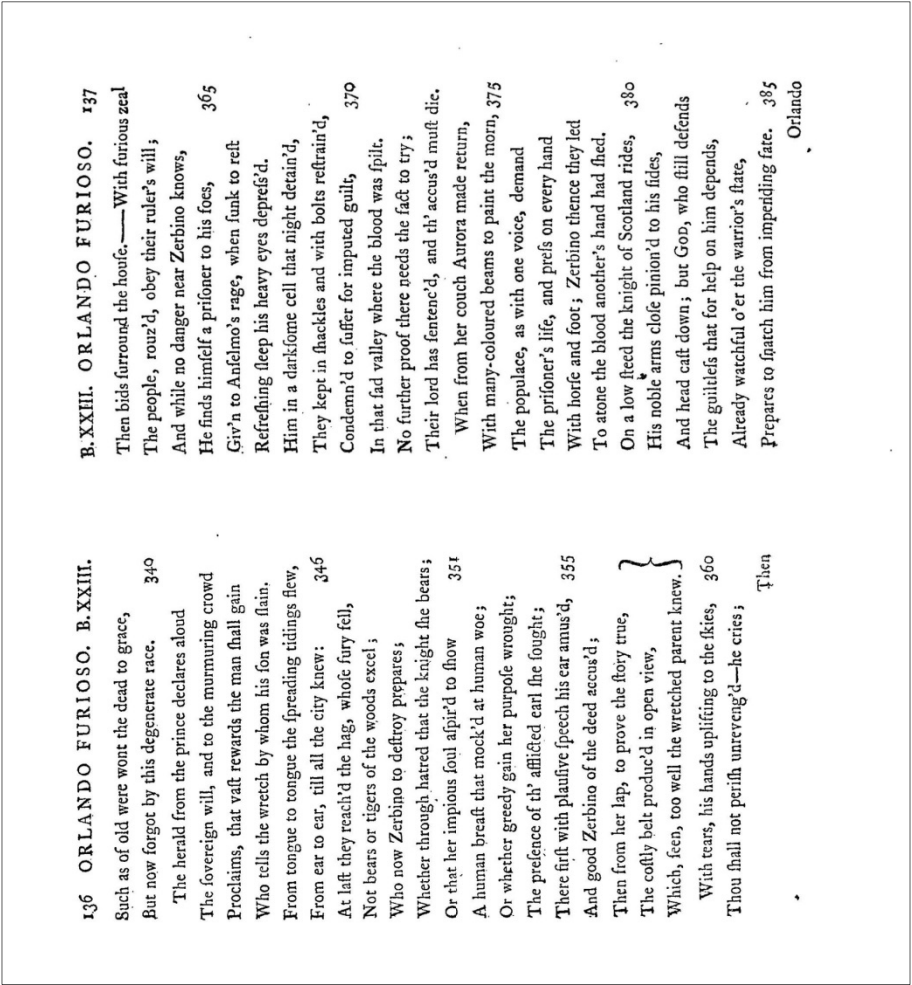 136 ORLANDO FURIOSO. B.XXIII.
Such as of old were wont the dead to grace,
But now forgot by this degenerate race. 340
The herald from the prince declares aloud
The ſovereign will, and to the murmuring crowd
Proclaims, that vaſt rewards the man ſhall gain
Who tells the wretch by whom his ſon was ſlain.
From tongue to tongue the ſpreading tidings flew,
From ear to ear, till all the city knew: 346
At laſt they reach'd the hag, whoſe fury fell,
Not bears or tigers of the woods excel;
Who now Zerbino to deſtroy prepares;
Whether through hatred that the knight ſhe bears;
Or that her impious ſoul aſpir'd to ſhow 351
A human breaſt that mock'd at human woe;
Or whether greedy gain her purpoſe wrought;
The preſence of th' afflicted earl ſhe ſought;
There firſt with plauſive ſpeech his ear amus'd, 355
And good Zerbino of the deed accus'd;
Then from her lap, to prove the ſtory true,
The coſtly belt produc'd in open view,
Which, ſeen, too well the wretched parent knew. }
With tears, his hands uplifting to the ſkies, 360
Thou ſhall not periſh unreveng'd—he cries;
Then
B.XXIII. ORLANDO FURIOSO. 137
Then bids ſurround the houſe.——With furious zeal
The people, rouz'd, obey their ruler's will;
And while no danger near Zerbino knows,
He finds himſelf a priſoner to his foes, 365
Giv'n to Anſelmo's rage, when ſunk to reſt
Refreſhing ſleep his heavy eyes depreſs'd.
Him in a darkſome cell that night detain'd,
They kept in ſhackles and with bolts reſtrain'd,
Condemn'd to ſuffer for imputed guilt, 370
In that ſad valley where the blood was ſpilt.
No further proof there needs the fact to try;
Their lord has ſentenc'd, and th' accus'd muſt die.
When from her couch Aurora made return,
With many-coloured beams to paint the morn, 375
The populace, as with one voice, demand
The priſoner's life, and preſs on every hand
With horſe and foot; Zerbino thence they led
To atone the blood another's hand had ſhed.
On a low ſteed the knight of Scotland rides, 380
His noble arms cloſe pinion'd to his ſides,
And head caſt down; but GOD, who ſtill defends
The guiltleſs that for help on him depends,
Already watchful o'er the warrior's ſtate,
Prepares to ſnatch him from impending fate. 385
Orlando